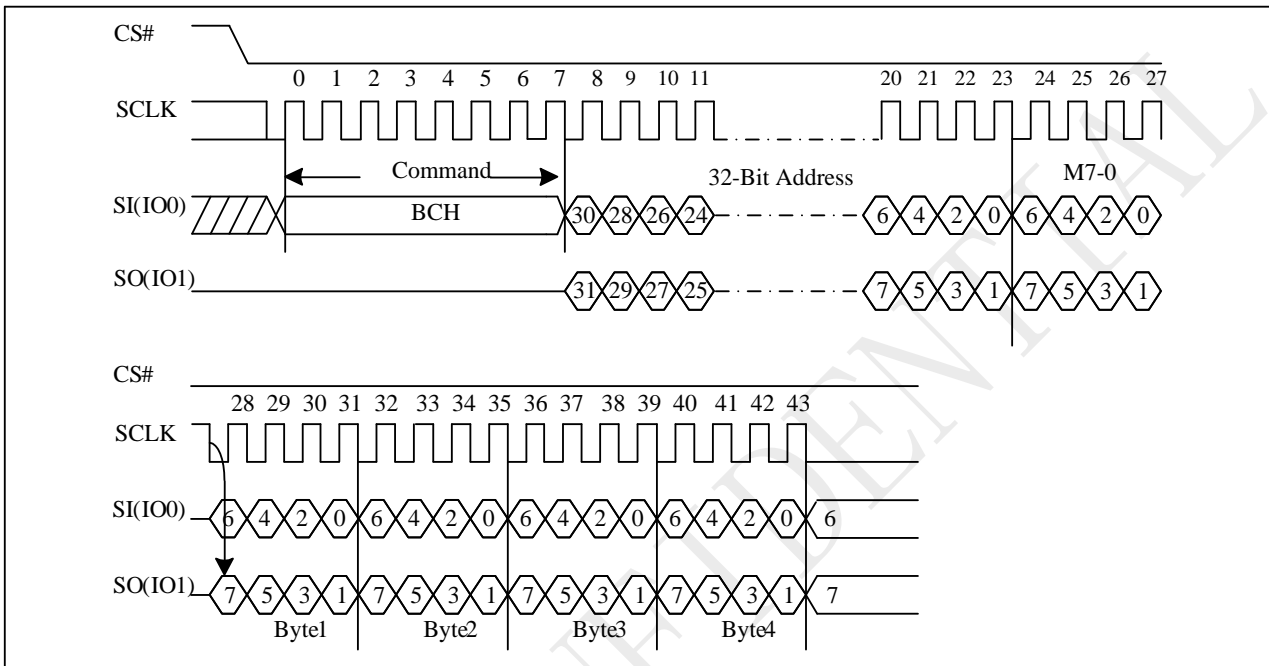 CS#
0 1 2 3 4 5 6 7 8 9 10 11 20 21 22 23 24 25 26 27
SCLK
Command 32-Bit Address M7-0
SI(IO0) BCH 30 28 26 24 6 4 2 0 6 4 2 0
SO(IO1) 31 29 27 25 7 5 3 1 7 5 3 1
CS#
28 29 30 31 32 33 34 35 36 37 38 39 40 41 42 43
SCLK
SI(IO0) 6 4 2 0 6 4 2 0 6 4 2 0 6 4 2 0 6
SO(IO1) 7 5 3 1 7 5 3 1 7 5 3 1 7 5 3 1 7
Byte1 Byte2 Byte3 Byte4